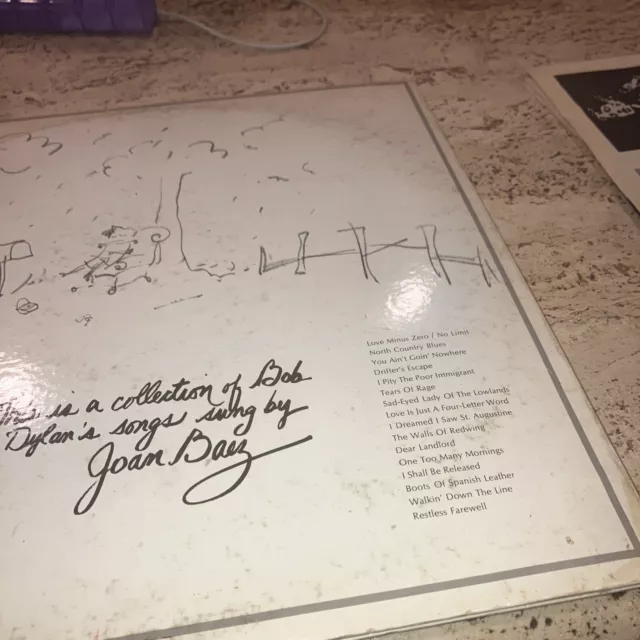 This is a collection of Bob
Dylan's songs sung by
Joan Baez
Love Minus Zero / No Limit
North Country Blues
You Ain't Goin' Nowhere
Drifter's Escape
I Pity The Poor Immigrant
Tears Of Rage
Sad-Eyed Lady Of The Lowlands
Love Is Just A Four-Letter Word
I Dreamed I Saw St. Augustine
The Walls Of Redwing
Dear Landlord
One Too Many Mornings
I Shall Be Released
Boots Of Spanish Leather
Walkin' Down The Line
Restless Farewell